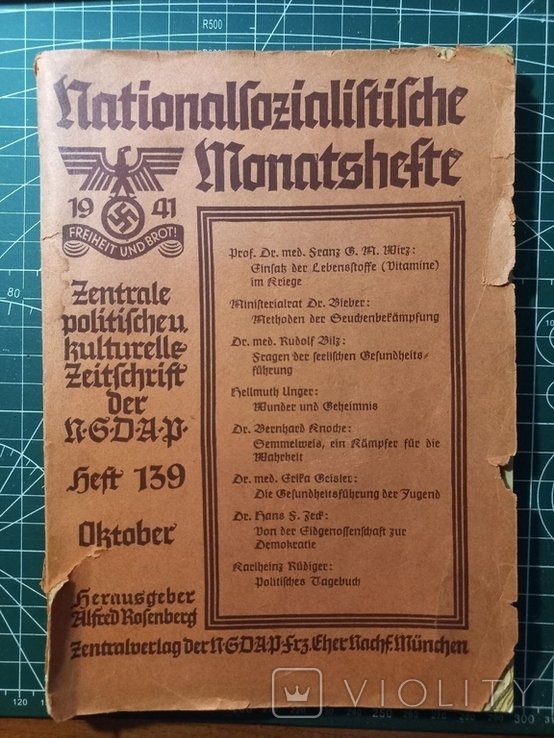 Nationalsozialistische
Monatshefte
19 41
FREIHEIT UND BROT!
Zentrale
politische u.
kulturelle
Zeitschrift
der
N·S·D·A·P·
Heft 139
Oktober
Herausgeber
Alfred Rosenberg
Prof. Dr. med. Franz G. M. Wirz:
Einsatz der Lebensstoffe (Vitamine)
im Kriege
Ministerialrat Dr. Bieber:
Methoden der Seuchenbekämpfung
Dr. med. Rudolf Bilz:
Fragen der seelischen Gesundheits-
führung
Hellmuth Unger:
Wunder und Geheimnis
Dr. Bernhard Knoche:
Semmelweis, ein Kämpfer für die
Wahrheit
Dr. med. Erika Geisler:
Die Gesundheitsführung der Jugend
Dr. Hans F. Zeck:
Von der Eidgenossenschaft zur
Demokratie
Karlheinz Rüdiger:
Politisches Tagebuch
Zentralverlag der N·S·D·A·P· Frz. Eher Nachf. München
R500
80
120
VIOLITY